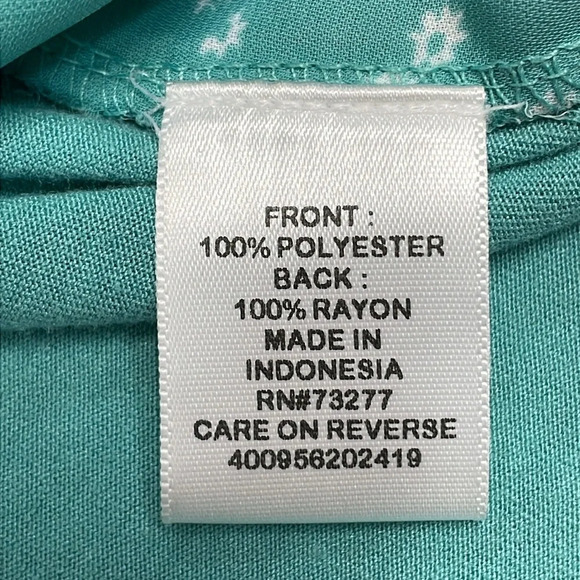 FRONT :
100% POLYESTER
BACK :
100% RAYON
MADE IN
INDONESIA
RN#73277
CARE ON REVERSE
400956202419